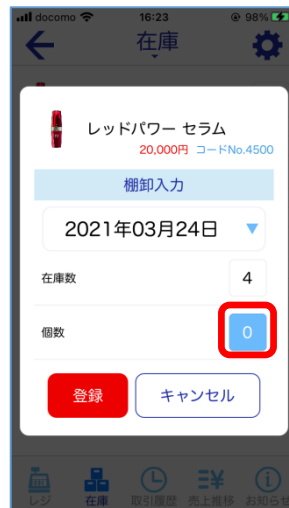 docomo 16:23 98%
在庫
レッドパワー セラム
20,000円 コードNo.4500
棚卸入力
2021年03月24日 ▼
在庫数 4
個数 0
登録 キャンセル
レジ 在庫 取引履歴 売上推移 お知らせ